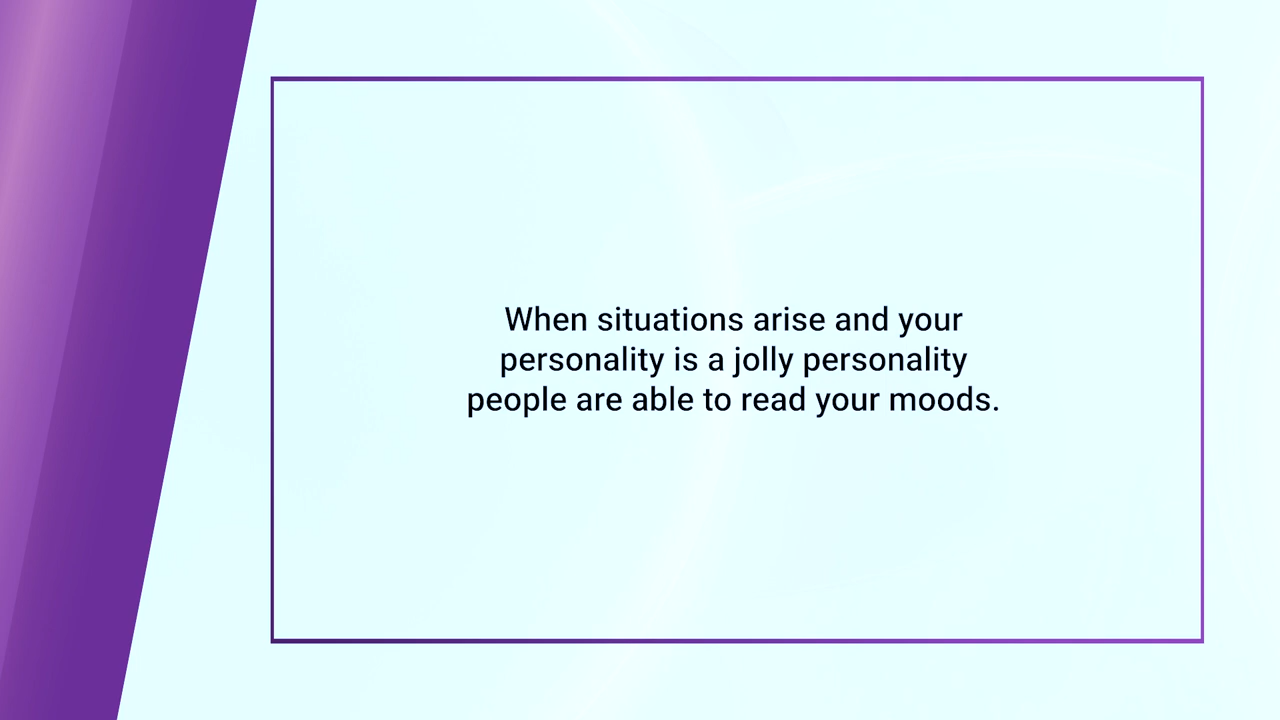 When situations arise and your
personality is a jolly personality
people are able to read your moods.